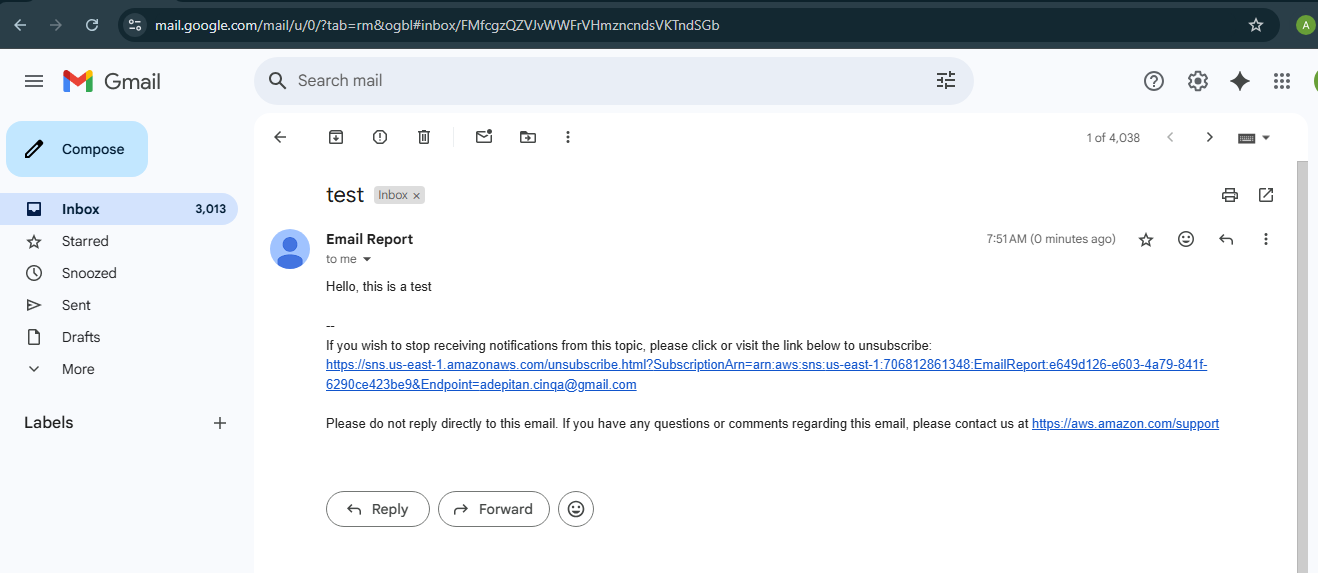 mail.google.com/mail/u/0/?tab=rm&ogbl#inbox/FMfcgzQZVJvWWFrVHmzncndsVKTndSGb
A
Gmail
Search mail
Compose
1 of 4,038
Inbox 3,013
test Inbox ×
Starred
Email Report
7:51 AM (0 minutes ago)
to me
Snoozed
Hello, this is a test
Sent
--
Drafts
If you wish to stop receiving notifications from this topic, please click or visit the link below to unsubscribe:
https://sns.us-east-1.amazonaws.com/unsubscribe.html?SubscriptionArn=arn:aws:sns:us-east-1:706812861348:EmailReport:e649d126-e603-4a79-841f-
6290ce423be9&Endpoint=adepitan.cinqa@gmail.com
More
Labels
Please do not reply directly to this email. If you have any questions or comments regarding this email, please contact us at https://aws.amazon.com/support
Reply
Forward